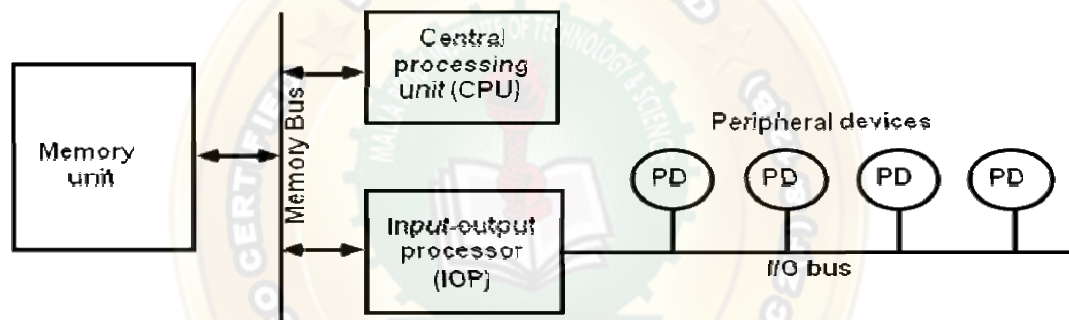 Memory
unit
Memory Bus
Central
processing
unit (CPU)
Input-output
processor
(IOP)
Peripheral devices
PD
PD
PD
PD
I/O bus